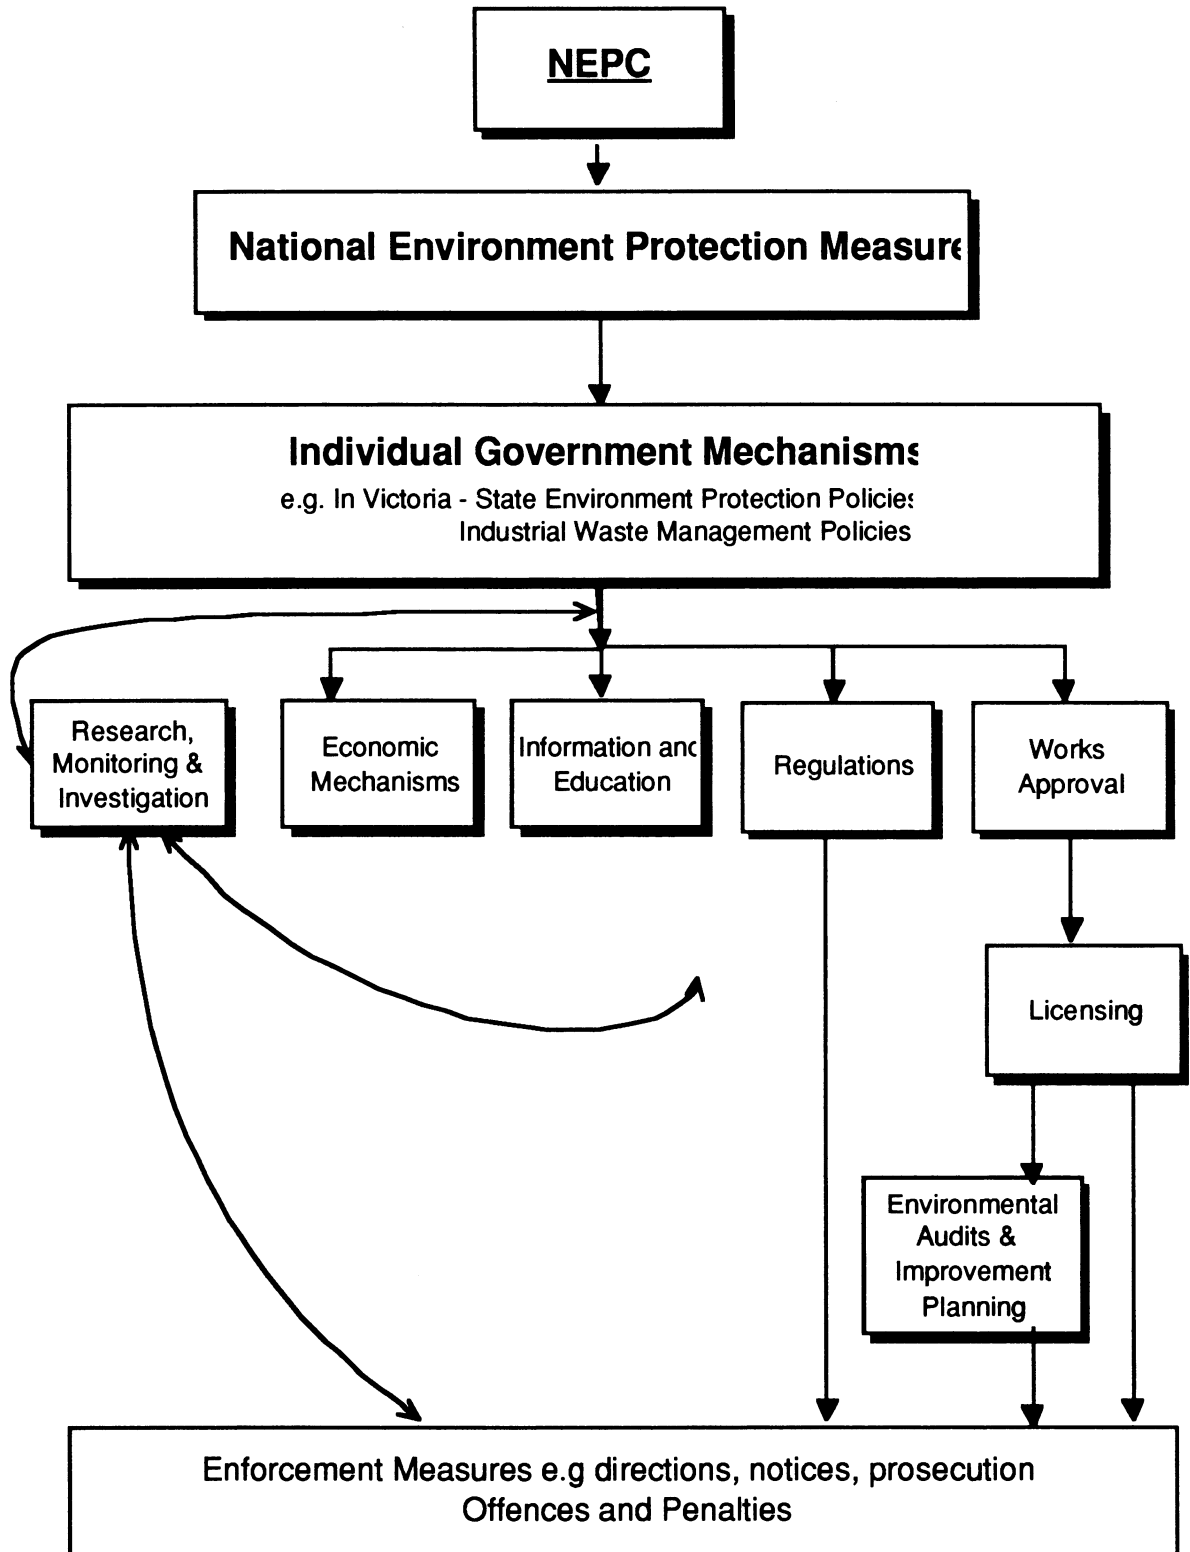 NEPC
National Environment Protection Measure
Individual Government Mechanisms
e.g. In Victoria - State Environment Protection Policies
Industrial Waste Management Policies
Research,
Monitoring &
Investigation
Economic
Mechanisms
Information and
Education
Regulations
Works
Approval
Licensing
Environmental
Audits &
Improvement
Planning
Enforcement Measures e.g directions, notices, prosecution
Offences and Penalties